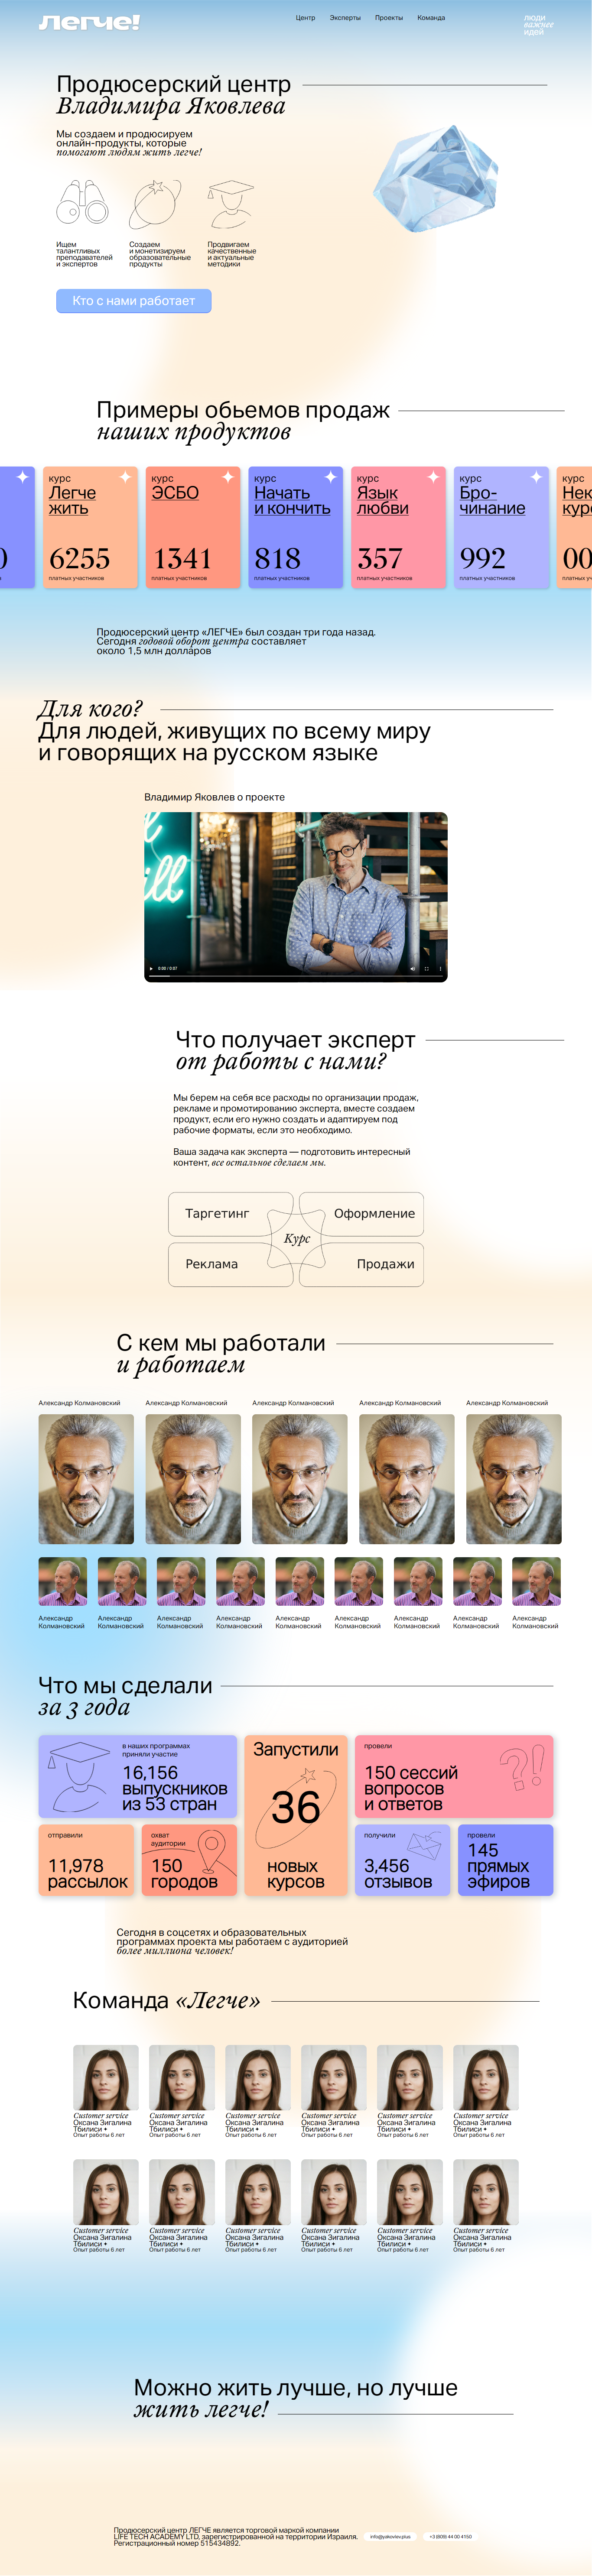 Легче!
Центр
Эксперты
Проекты
Команда
люди
важнее
идей
Продюсерский центр
Владимира Яковлева
Мы создаем и продюсируем
онлайн-продукты, которые
помогают людям жить легче!
Ищем
талантливых
преподавателей
и экспертов
Создаем
и монетизируем
образовательные
продукты
Продвигаем
качественные
и актуальные
методики
Кто с нами работает
Примеры обьемов продаж
наших продуктов
курс
Легче
жить
6255
платных участников
курс
ЭСБО
1341
платных участников
курс
Начать
и кончить
818
платных участников
курс
Язык
любви
357
платных участников
курс
Бро-
чинание
992
платных участников
курс
Нек
курс
00
платных участников
Продюсерский центр «ЛЕГЧЕ» был создан три года назад.
Сегодня годовой оборот центра составляет
около 1,5 млн долларов
Для кого?
Для людей, живущих по всему миру
и говорящих на русском языке
Владимир Яковлев о проекте
0:00 / 0:07
Что получает эксперт
от работы с нами?
Мы берем на себя все расходы по организации продаж,
рекламе и промотированию эксперта, вместе создаем
продукт, если его нужно создать и адаптируем под
рабочие форматы, если это необходимо.
Ваша задача как эксперта — подготовить интересный
контент, все остальное сделаем мы.
Таргетинг
Оформление
Курс
Реклама
Продажи
С кем мы работали
и работаем
Александр Колмановский
Александр Колмановский
Александр Колмановский
Александр Колмановский
Александр Колмановский
Александр
Колмановский
Александр
Колмановский
Александр
Колмановский
Александр
Колмановский
Александр
Колмановский
Александр
Колмановский
Александр
Колмановский
Александр
Колмановский
Александр
Колмановский
Что мы сделали
за 3 года
в наших программах
приняли участие
16,156
выпускников
из 53 стран
Запустили
36
новых
курсов
провели
150 сессий
вопросов
и ответов
отправили
11,978
рассылок
охват
аудитории
150
городов
получили
3,456
отзывов
провели
145
прямых
эфиров
Сегодня в соцсетях и образовательных
программах проекта мы работаем с аудиторией
более миллиона человек!
Команда «Легче»
Customer service
Оксана Зигалина
Тбилиси
Опыт работы 6 лет
Customer service
Оксана Зигалина
Тбилиси
Опыт работы 6 лет
Customer service
Оксана Зигалина
Тбилиси
Опыт работы 6 лет
Customer service
Оксана Зигалина
Тбилиси
Опыт работы 6 лет
Customer service
Оксана Зигалина
Тбилиси
Опыт работы 6 лет
Customer service
Оксана Зигалина
Тбилиси
Опыт работы 6 лет
Customer service
Оксана Зигалина
Тбилиси
Опыт работы 6 лет
Customer service
Оксана Зигалина
Тбилиси
Опыт работы 6 лет
Customer service
Оксана Зигалина
Тбилиси
Опыт работы 6 лет
Customer service
Оксана Зигалина
Тбилиси
Опыт работы 6 лет
Customer service
Оксана Зигалина
Тбилиси
Опыт работы 6 лет
Customer service
Оксана Зигалина
Тбилиси
Опыт работы 6 лет
Можно жить лучше, но лучше
жить легче!
Продюсерский центр ЛЕГЧЕ является торговой маркой компании
LIFE TECH ACADEMY LTD, зарегистрированной на территории Израиля.
Регистрационный номер 515434892.
info@yakovlev.plus
+3 (809) 44 00 4150